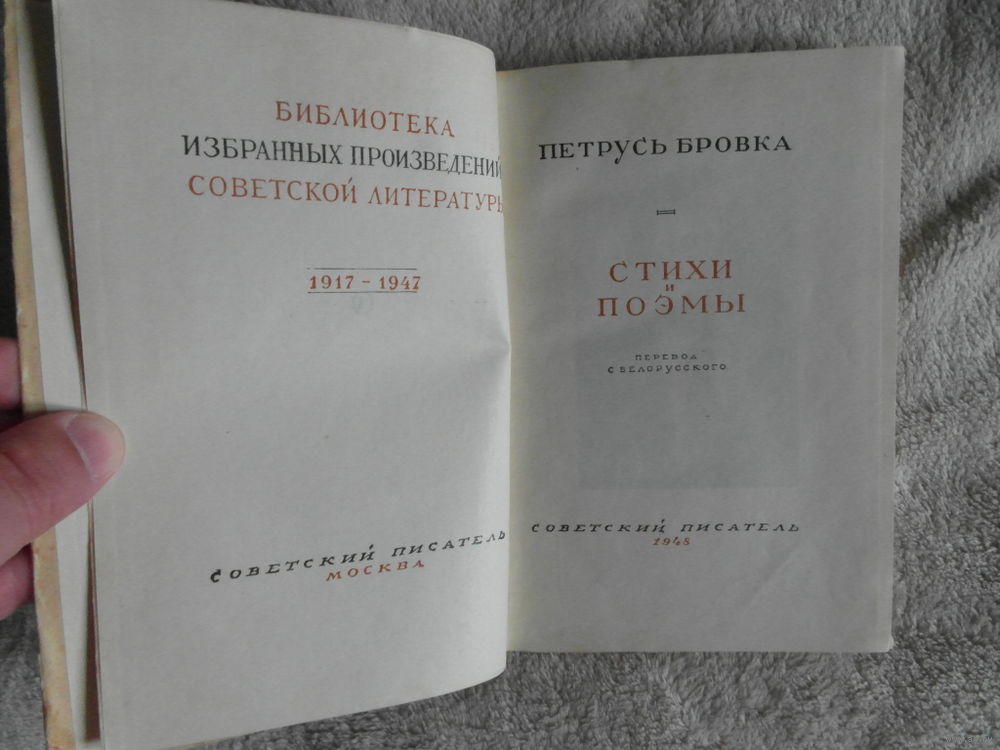 БИБЛИОТЕКА
ИЗБРАННЫХ ПРОИЗВЕДЕНИЙ
СОВЕТСКОЙ ЛИТЕРАТУРЫ
1917 - 1947
СОВЕТСКИЙ ПИСАТЕЛЬ
МОСКВА
ПЕТРУСЬ БРОВКА
СТИХИ
И
ПОЭМЫ
ПЕРЕВОД
С БЕЛОРУССКОГО
СОВЕТСКИЙ ПИСАТЕЛЬ
1948